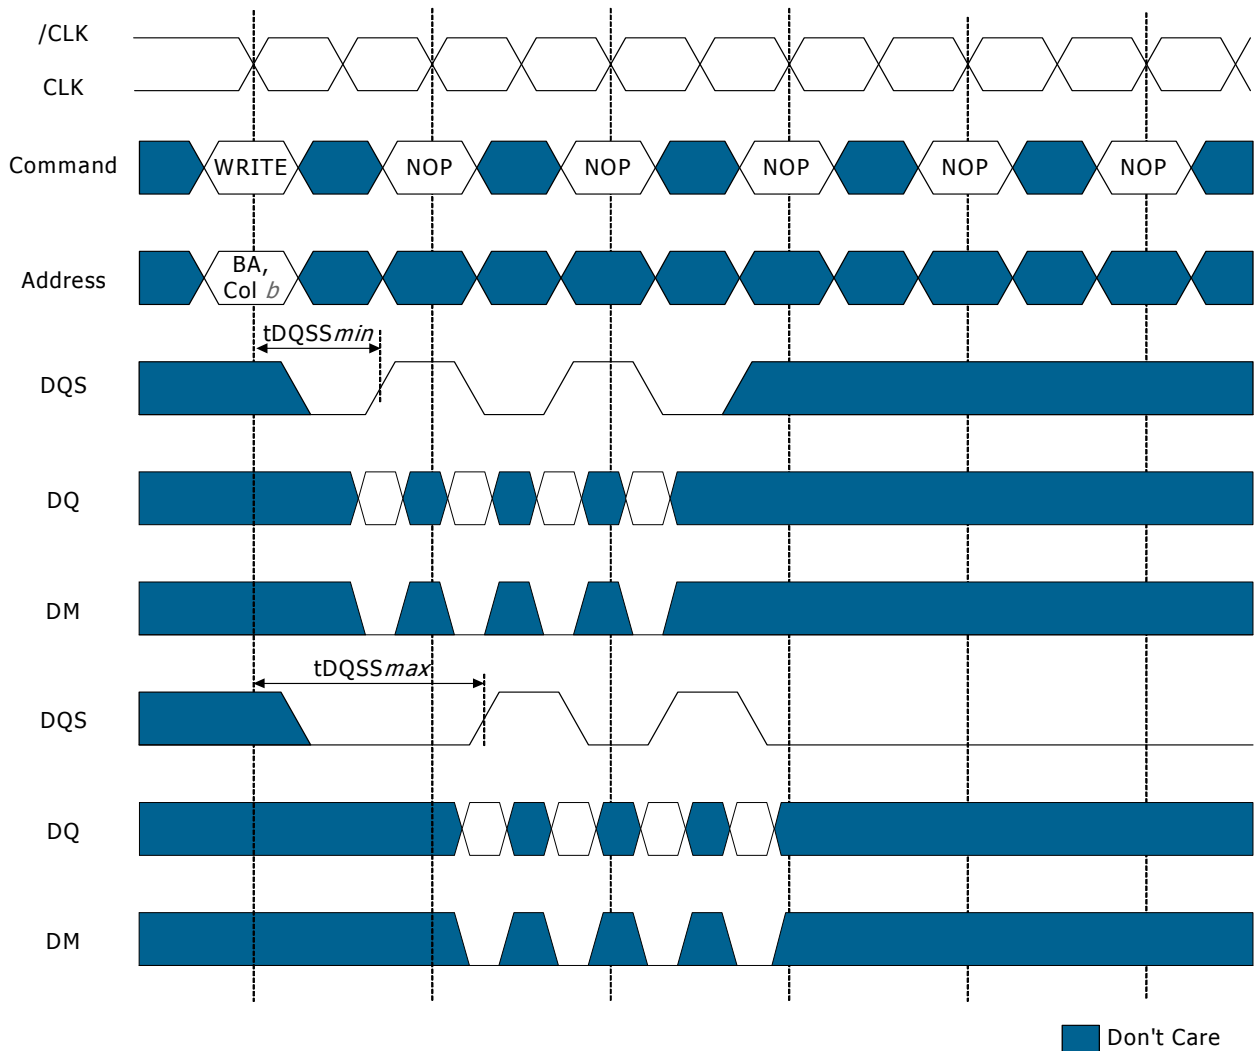 /CLK
CLK
Command
WRITE NOP NOP NOP NOP NOP
Address
BA,
Col b
tDQSSmin
DQS
DQ
DM
tDQSSmax
DQS
DQ
DM
Don't Care